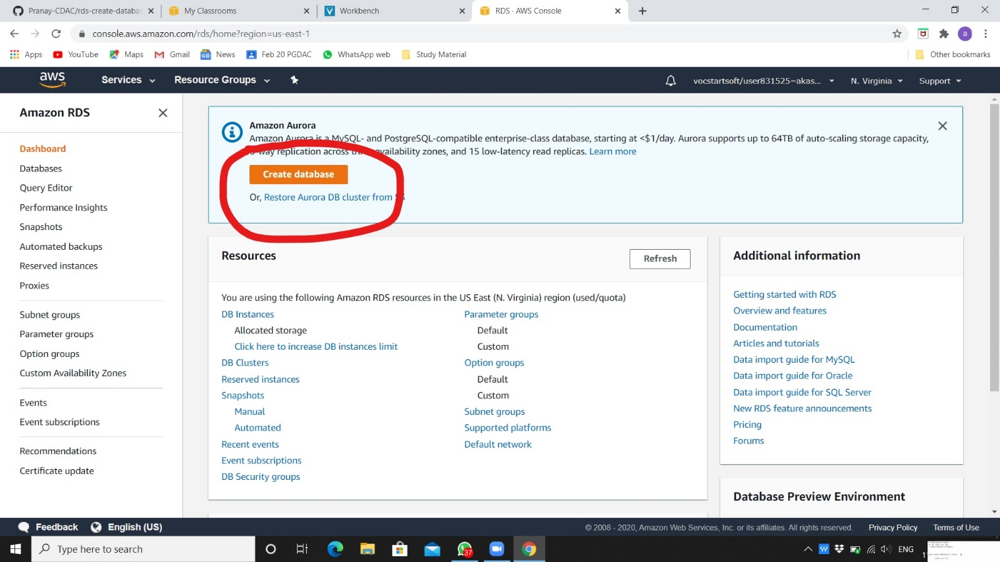 Pranay-CDAC/rds-create-databas
My Classrooms
Workbench
RDS · AWS Console
console.aws.amazon.com/rds/home?region=us-east-1
a
Apps
YouTube
Maps
Gmail
News
Feb 20 PGDAC
WhatsApp web
Study Material
Other bookmarks
aws
Services
Resource Groups
vocstartsoft/user831525=akas...
N. Virginia
Support
Amazon RDS
Dashboard
Databases
Query Editor
Performance Insights
Snapshots
Automated backups
Reserved instances
Proxies
Subnet groups
Parameter groups
Option groups
Custom Availability Zones
Events
Event subscriptions
Recommendations
Certificate update
Amazon Aurora
Amazon Aurora is a MySQL- and PostgreSQL-compatible enterprise-class database, starting at <$1/day. Aurora supports up to 64TB of auto-scaling storage capacity,
replication across availability zones, and 15 low-latency read replicas. Learn more
Create database
Or, Restore Aurora DB cluster from
Resources
Refresh
You are using the following Amazon RDS resources in the US East (N. Virginia) region (used/quota)
DB Instances
Allocated storage
Click here to increase DB instances limit
DB Clusters
Reserved instances
Snapshots
Manual
Automated
Recent events
Event subscriptions
DB Security groups
Parameter groups
Default
Custom
Option groups
Default
Custom
Subnet groups
Supported platforms
Default network
Additional information
Getting started with RDS
Overview and features
Documentation
Articles and tutorials
Data import guide for MySQL
Data import guide for Oracle
Data import guide for SQL Server
New RDS feature announcements
Pricing
Forums
Database Preview Environment
Feedback
English (US)
© 2008 - 2020, Amazon Web Services, Inc. or its affiliates. All rights reserved.
Privacy Policy
Terms of Use
Type here to search
37
ENG